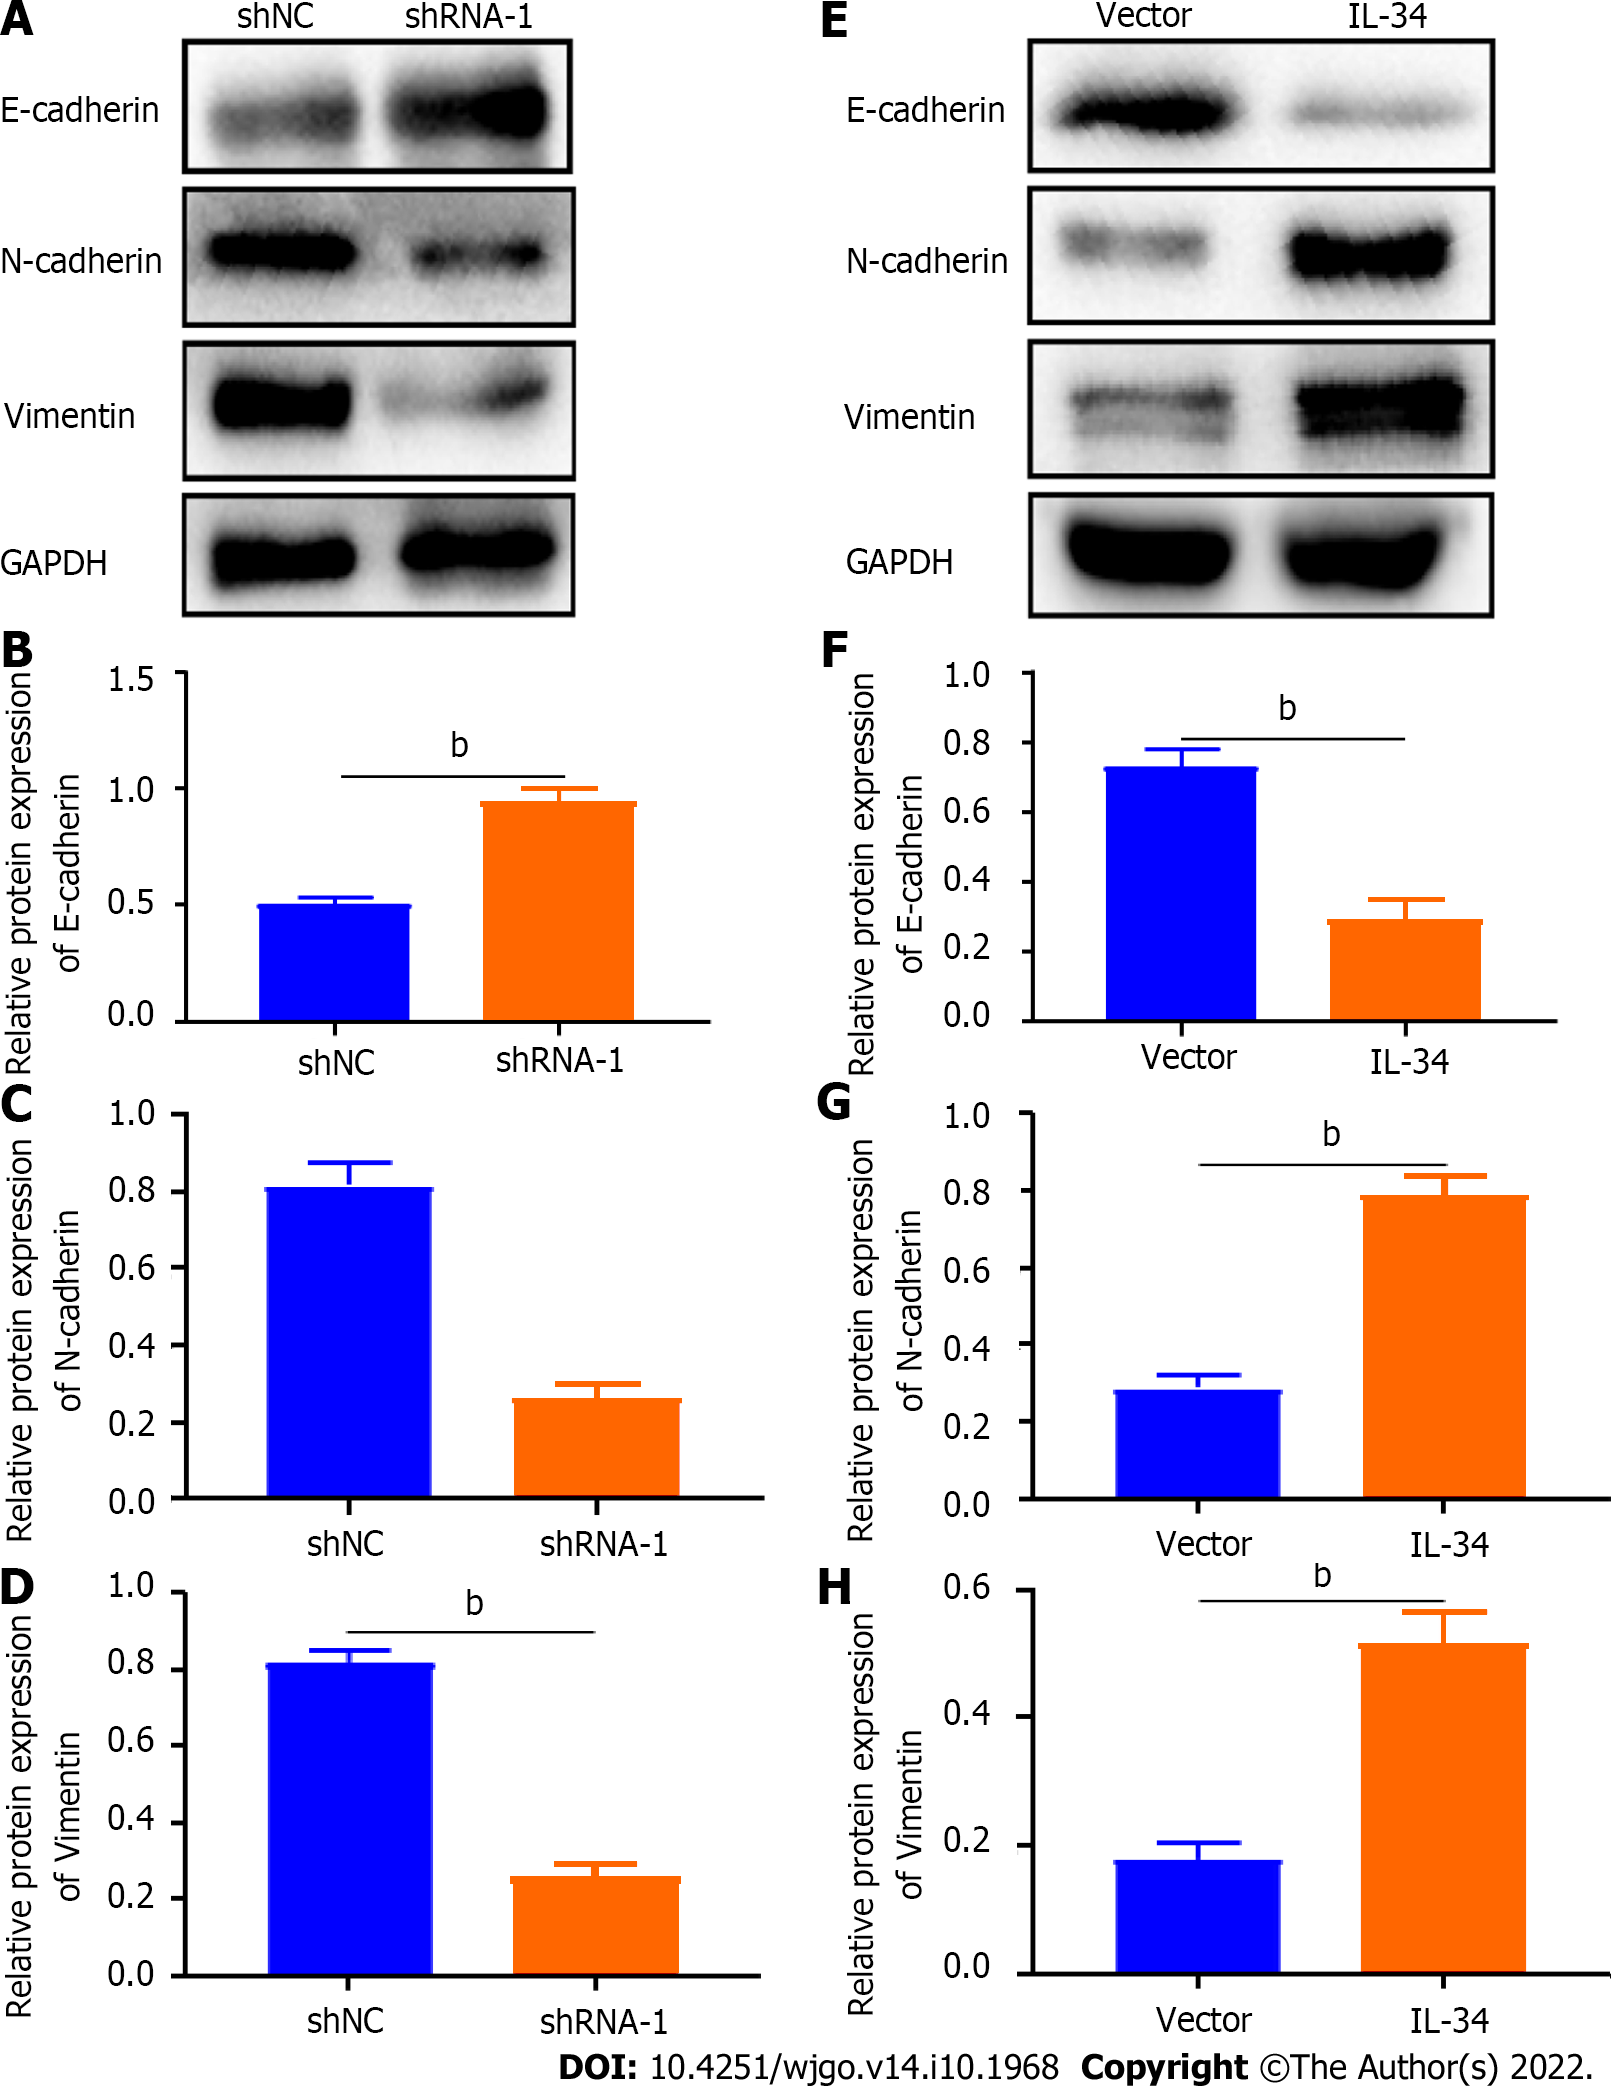 A
shNC shRNA-1
E-cadherin
N-cadherin
Vimentin
GAPDH
E
Vector IL-34
E-cadherin
N-cadherin
Vimentin
GAPDH
B
Relative protein expression
of E-cadherin
1.5
1.0
0.5
0.0
b
shNC shRNA-1
F
Relative protein expression
of E-cadherin
1.0
0.8
0.6
0.4
0.2
0.0
b
Vector IL-34
C
Relative protein expression
of N-cadherin
1.0
0.8
0.6
0.4
0.2
0.0
shNC shRNA-1
G
Relative protein expression
of N-cadherin
1.0
0.8
0.6
0.4
0.2
0.0
b
Vector IL-34
D
Relative protein expression
of Vimentin
1.0
0.8
0.6
0.4
0.2
0.0
b
shNC shRNA-1
H
Relative protein expression
of Vimentin
0.6
0.4
0.2
0.0
b
Vector IL-34
DOI: 10.4251/wjgo.v14.i10.1968 Copyright ©The Author(s) 2022.